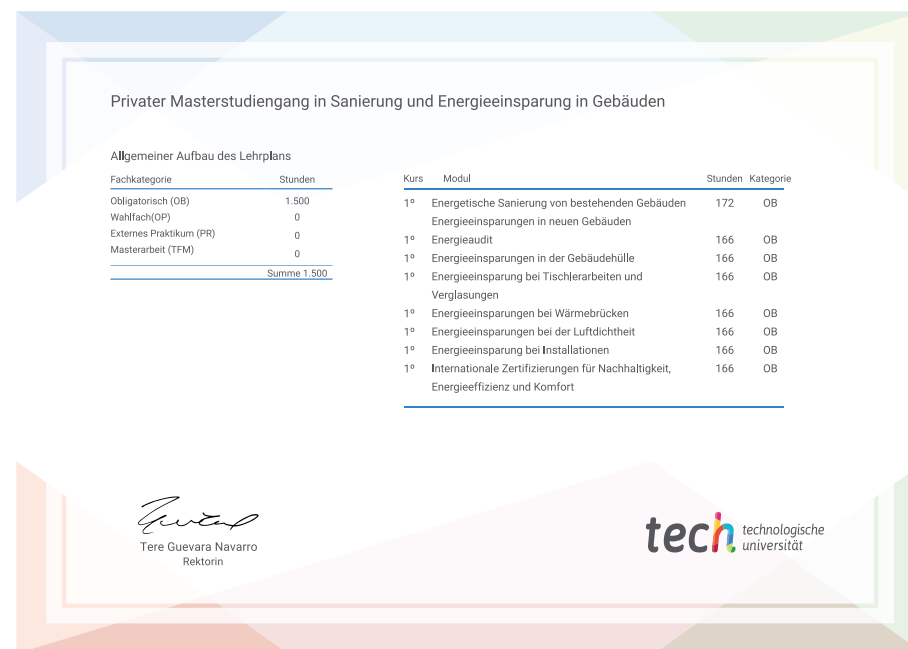 Privater Masterstudiengang in Sanierung und Energieeinsparung in Gebäuden
Allgemeiner Aufbau des Lehrplans
Fachkategorie Stunden
Obligatorisch (OB) 1.500
Wahlfach(OP) 0
Externes Praktikum (PR) 0
Masterarbeit (TFM) 0
Summe 1.500
Kurs Modul Stunden Kategorie
1º Energetische Sanierung von bestehenden Gebäuden 172 OB
Energieeinsparungen in neuen Gebäuden
1º Energieaudit 166 OB
1º Energieeinsparungen in der Gebäudehülle 166 OB
1º Energieeinsparung bei Tischlerarbeiten und 166 OB
Verglasungen
1º Energieeinsparungen bei Wärmebrücken 166 OB
1º Energieeinsparungen bei der Luftdichtheit 166 OB
1º Energieeinsparung bei Installationen 166 OB
1º Internationale Zertifizierungen für Nachhaltigkeit, 166 OB
Energieeffizienz und Komfort
Tere Guevara Navarro
Rektorin
tech technologische
universität